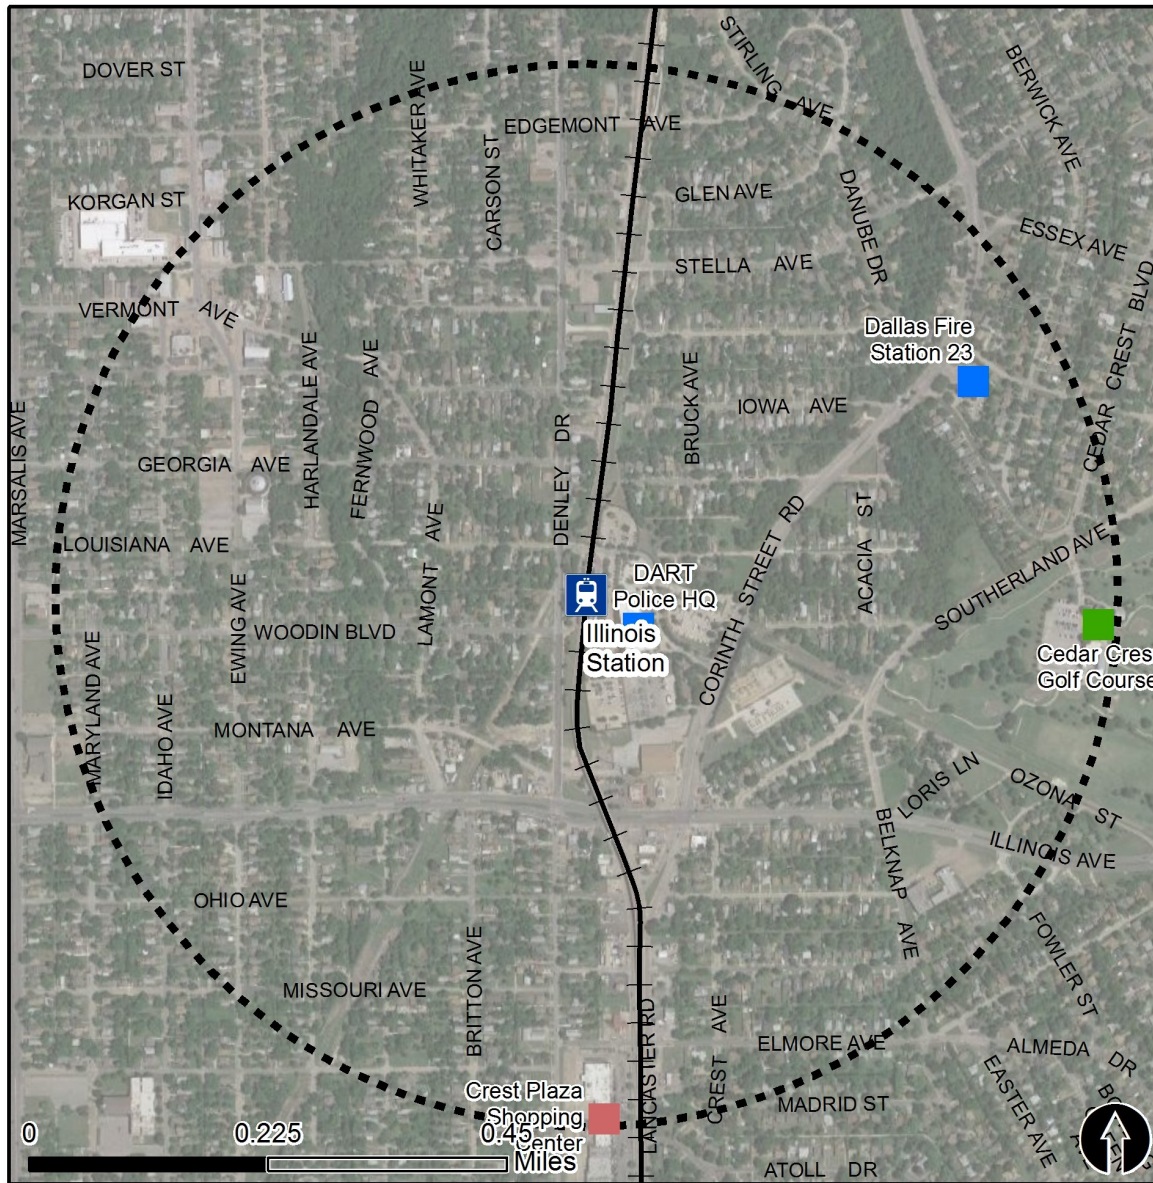 STIRLING AVE
DOVER ST
BERWICK AVE
WHITAKER AVE
EDGEMONT AVE
CARSON ST
KORGAN ST
GLEN AVE
DANUBE DR
ESSEX AVE
STELLA AVE
CEDAR CREST BLVD
VERMONT AVE
Dallas Fire
Station 23
HARLANDALE AVE
FERNWOOD AVE
BRUCK AVE
IOWA AVE
MARSALIS AVE
DENLEY DR
GEORGIA AVE
LAMONT AVE
CORINTH STREET RD
ACACIA ST
SOUTHERLAND AVE
LOUISIANA AVE
DART
Police HQ
Illinois
Station
EWING AVE
WOODIN BLVD
Cedar Cres
Golf Course
MARYLAND AVE
IDAHO AVE
MONTANA AVE
LORIS LN
OZONA ST
BELKNAP AVE
ILLINOIS AVE
OHIO AVE
FOWLER ST
BRITTON AVE
MISSOURI AVE
LANCASTER RD
CREST AVE
ELMORE AVE
ALMEDA DR
EASTER AVE
Crest Plaza
Shopping
Center
MADRID ST
0 0.225 0.45
Miles
ATOLL DR